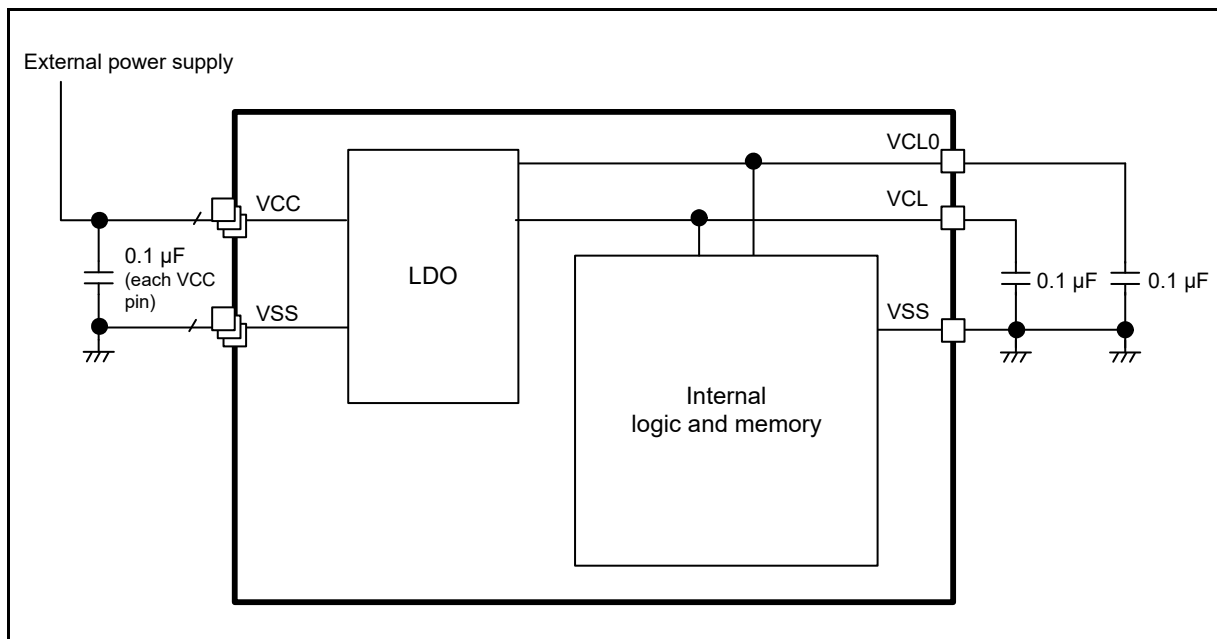 External power supply
VCL0
VCC
VCL
0.1 µF
(each VCC
pin)
LDO
0.1 µF
0.1 µF
VSS
VSS
Internal
logic and memory